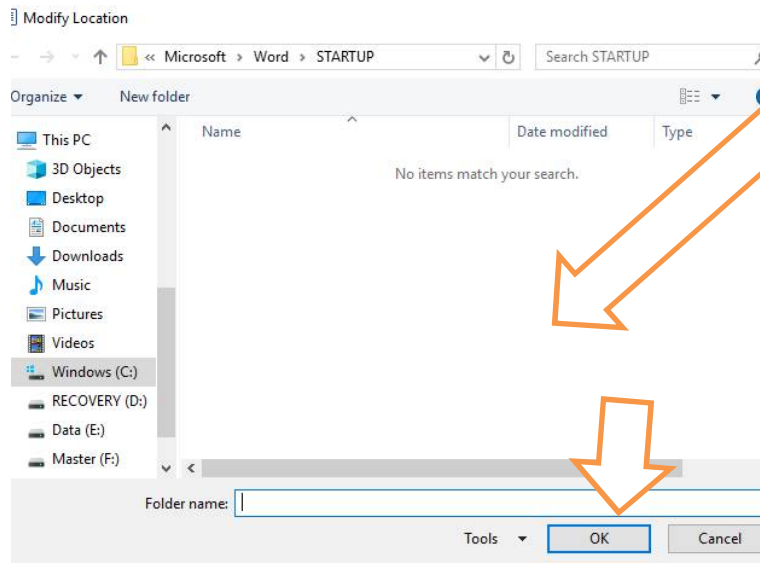 Modify Location
« Microsoft > Word > STARTUP
Search STARTUP
Organize
New folder
Name
Date modified
Type
No items match your search.
This PC
3D Objects
Desktop
Documents
Downloads
Music
Pictures
Videos
Windows (C:)
RECOVERY (D:)
Data (E:)
Master (F:)
Folder name:
Tools
OK
Cancel